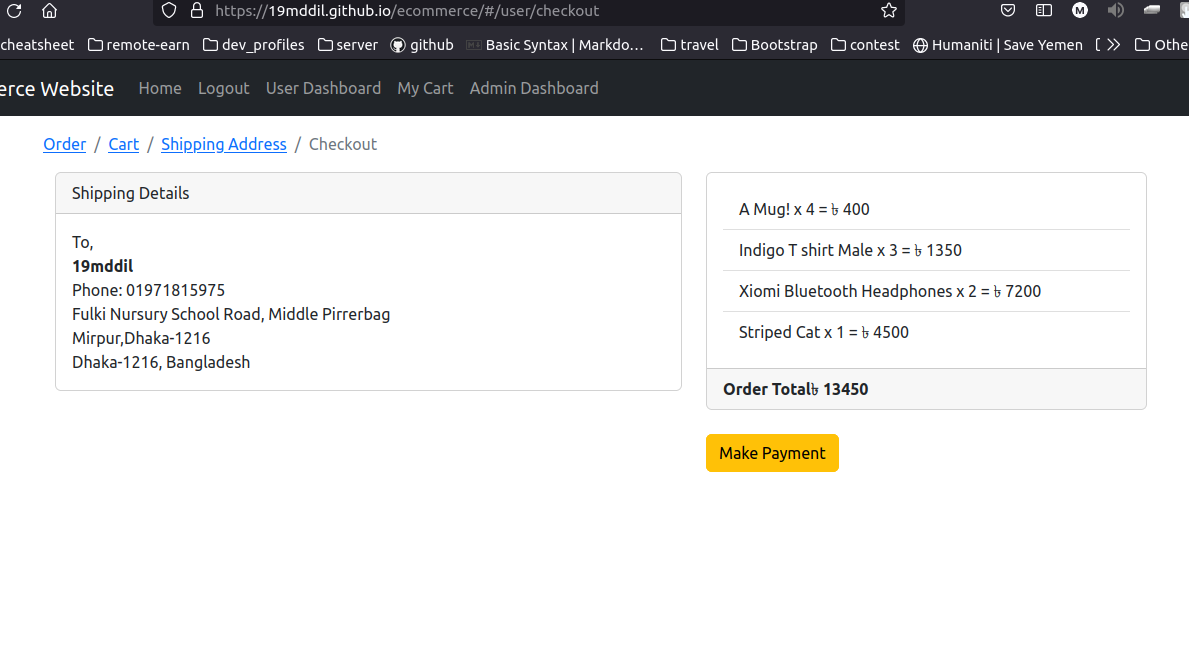 https://19mddil.github.io/ecommerce/#/user/checkout
M
cheatsheet remote-earn dev_profiles server github Basic Syntax | Markdo… travel Bootstrap contest Humaniti | Save Yemen Othe
erce Website Home Logout User Dashboard My Cart Admin Dashboard
Order / Cart / Shipping Address / Checkout
Shipping Details
To,
19mddil
Phone: 01971815975
Fulki Nursury School Road, Middle Pirrerbag
Mirpur,Dhaka-1216
Dhaka-1216, Bangladesh
A Mug! x 4 = ৳ 400
Indigo T shirt Male x 3 = ৳ 1350
Xiomi Bluetooth Headphones x 2 = ৳ 7200
Striped Cat x 1 = ৳ 4500
Order Total৳ 13450
Make Payment